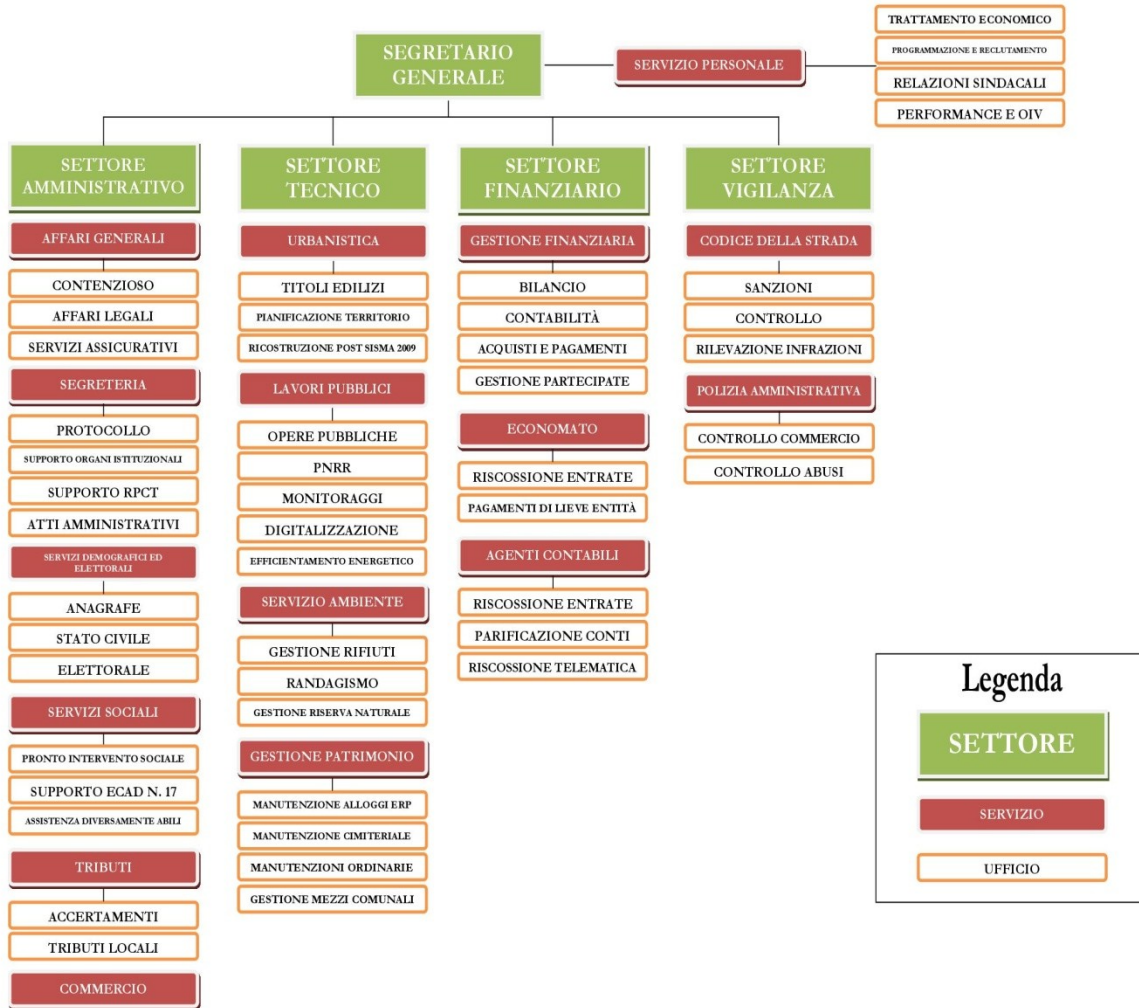 SEGRETARIO
GENERALE
SERVIZIO PERSONALE
TRATTAMENTO ECONOMICO
PROGRAMMAZIONE E RECLUTAMENTO
RELAZIONI SINDACALI
PERFORMANCE E OIV
SETTORE
AMMINISTRATIVO
AFFARI GENERALI
CONTENZIOSO
AFFARI LEGALI
SERVIZI ASSICURATIVI
SEGRETERIA
PROTOCOLLO
SUPPORTO ORGANI ISTITUZIONALI
SUPPORTO RPCT
ATTI AMMINISTRATIVI
SERVIZI DEMOGRAFICI ED
ELETTORALI
ANAGRAFE
STATO CIVILE
ELETTORALE
SERVIZI SOCIALI
PRONTO INTERVENTO SOCIALE
SUPPORTO ECAD N. 17
ASSISTENZA DIVERSAMENTE ABILI
TRIBUTI
ACCERTAMENTI
TRIBUTI LOCALI
COMMERCIO
SETTORE
TECNICO
URBANISTICA
TITOLI EDILIZI
PIANIFICAZIONE TERRITORIO
RICOSTRUZIONE POST SISMA 2009
LAVORI PUBBLICI
OPERE PUBBLICHE
PNRR
MONITORAGGI
DIGITALIZZAZIONE
EFFICIENTAMENTO ENERGETICO
SERVIZIO AMBIENTE
GESTIONE RIFIUTI
RANDAGISMO
GESTIONE RISERVA NATURALE
GESTIONE PATRIMONIO
MANUTENZIONE ALLOGGI ERP
MANUTENZIONE CIMITERIALE
MANUTENZIONI ORDINARIE
GESTIONE MEZZI COMUNALI
SETTORE
FINANZIARIO
GESTIONE FINANZIARIA
BILANCIO
CONTABILITÀ
ACQUISTI E PAGAMENTI
GESTIONE PARTECIPATE
ECONOMATO
RISCOSSIONE ENTRATE
PAGAMENTI DI LIEVE ENTITÀ
AGENTI CONTABILI
RISCOSSIONE ENTRATE
PARIFICAZIONE CONTI
RISCOSSIONE TELEMATICA
SETTORE
VIGILANZA
CODICE DELLA STRADA
SANZIONI
CONTROLLO
RILEVAZIONE INFRAZIONI
POLIZIA AMMINISTRATIVA
CONTROLLO COMMERCIO
CONTROLLO ABUSI
Legenda
SETTORE
SERVIZIO
UFFICIO